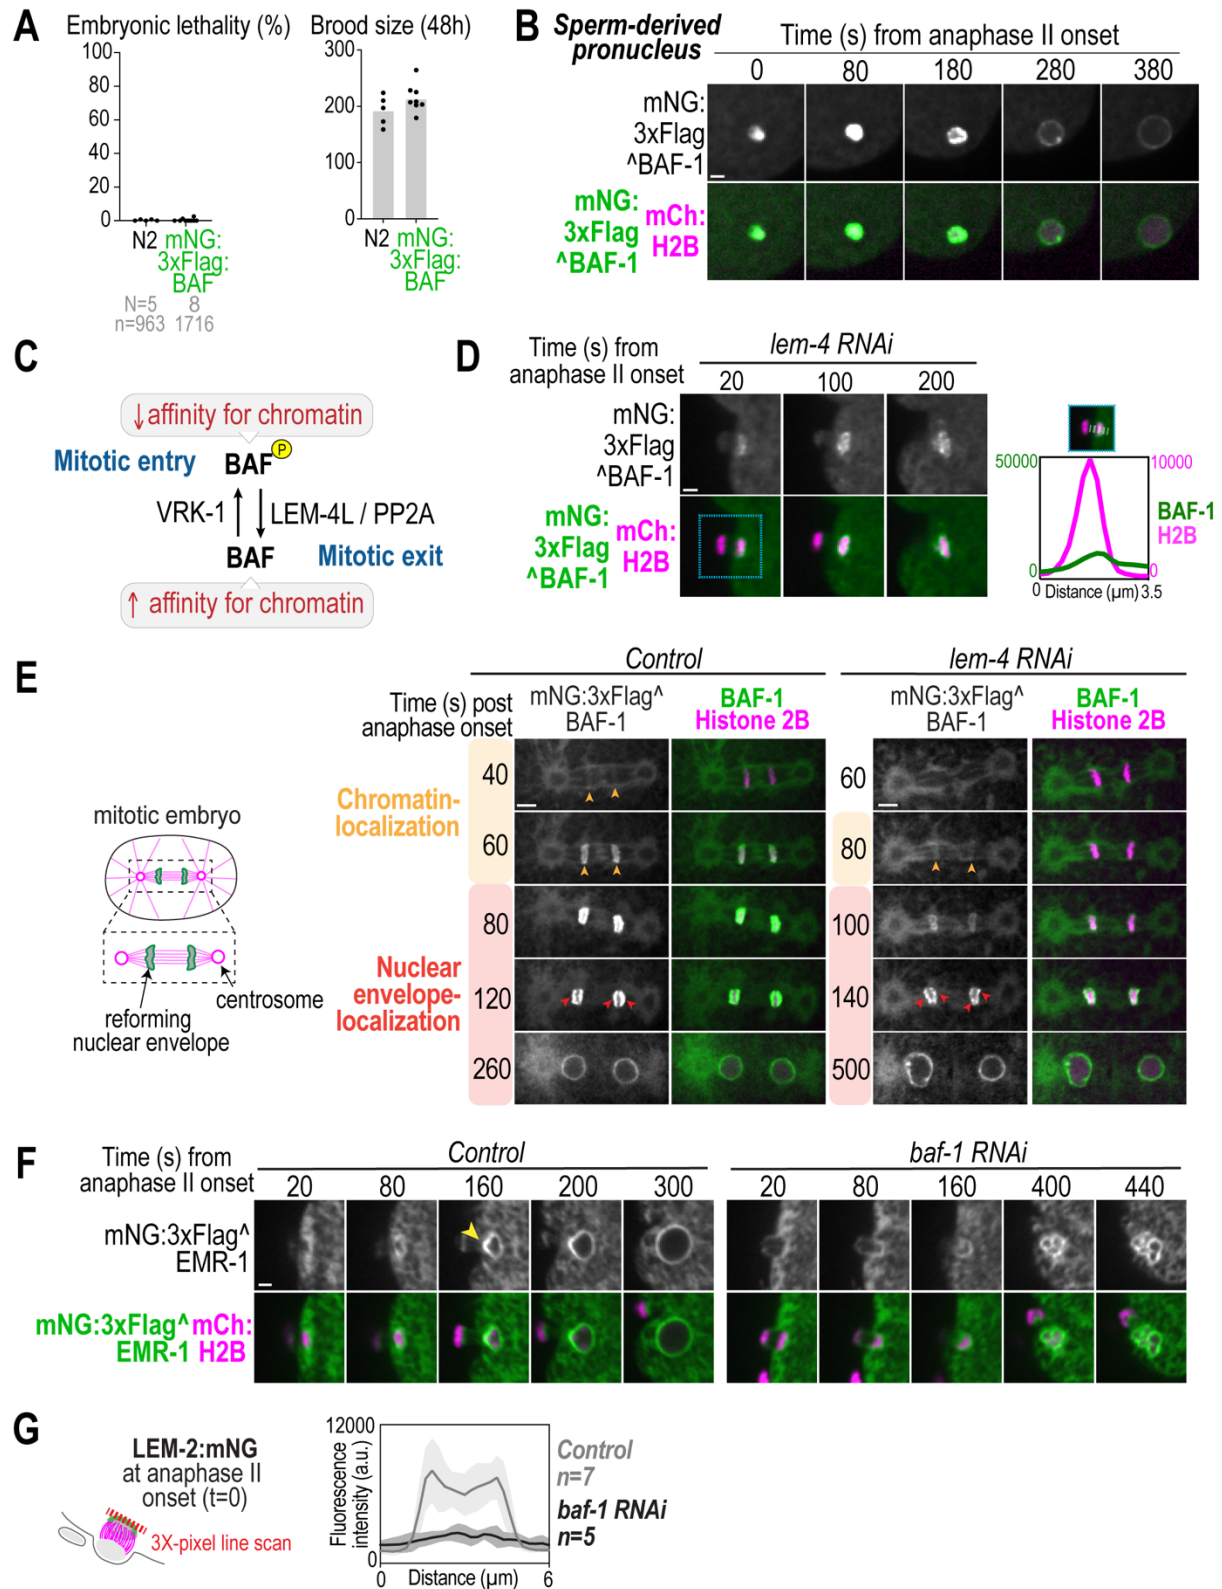 A
Embryonic lethality (%)
100
80
60
40
20
0
N2
mNG:
3xFlag:
BAF
N=5 8
n=963 1716
Brood size (48h)
300
200
100
0
N2
mNG:
3xFlag:
BAF
B
Sperm-derived
pronucleus
Time (s) from anaphase II onset
0 80 180 280 380
mNG:
3xFlag
^BAF-1
mNG:
3xFlag
^BAF-1
mCh:
H2B
C
↓ affinity for chromatin
Mitotic entry BAF P
VRK-1 LEM-4L / PP2A
BAF Mitotic exit
↑ affinity for chromatin
D
Time (s) from
anaphase II onset
lem-4 RNAi
20 100 200
mNG:
3xFlag
^BAF-1
mNG:
3xFlag
^BAF-1
mCh:
H2B
50000
0
10000
0
BAF-1
H2B
0 Distance (µm) 3.5
E
Control
lem-4 RNAi
Time (s) post
anaphase onset
mNG:3xFlag^
BAF-1
BAF-1
Histone 2B
mNG:3xFlag^
BAF-1
BAF-1
Histone 2B
Chromatin-
localization
Nuclear
envelope-
localization
40
60
80
120
260
60
80
100
140
500
mitotic embryo
centrosome
reforming
nuclear envelope
F
Time (s) from
anaphase II onset
Control
20 80 160 200 300
baf-1 RNAi
20 80 160 400 440
mNG:3xFlag^
EMR-1
mNG:3xFlag^ mCh:
EMR-1 H2B
G
LEM-2:mNG
at anaphase II
onset (t=0)
3X-pixel line scan
Fluorescence
intensity (a.u.)
12000
0
0 Distance (µm) 6
Control
n=7
baf-1 RNAi
n=5